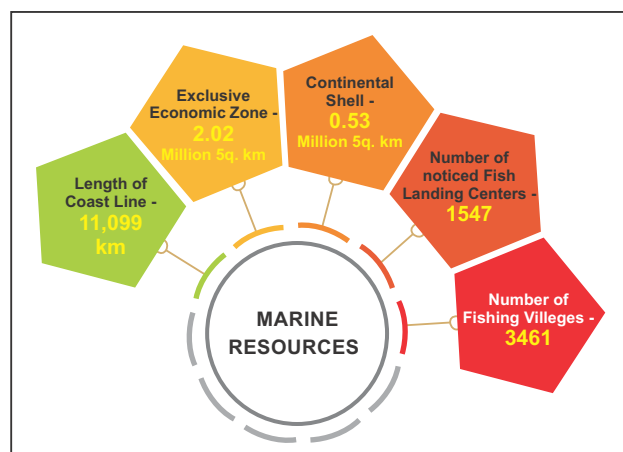 Length of
Coast Line -
11,099
km
Exclusive
Economic Zone -
2.02
Million 5q. km
Continental
Shell -
0.53
Million 5q. km
Number of
noticed Fish
Landing Centers -
1547
Number of
Fishing Villeges -
3461
MARINE
RESOURCES